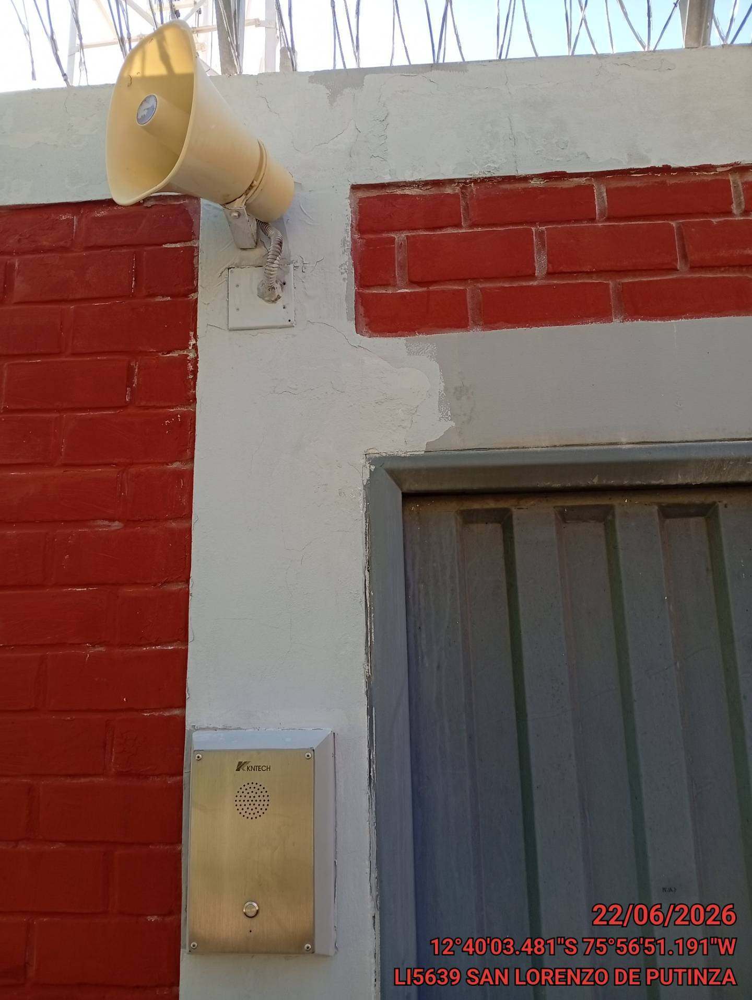 KNTECH
22/06/2026
12°40'03.481"S 75°56'51.191"W
LI5639 SAN LORENZO DE PUTINZA